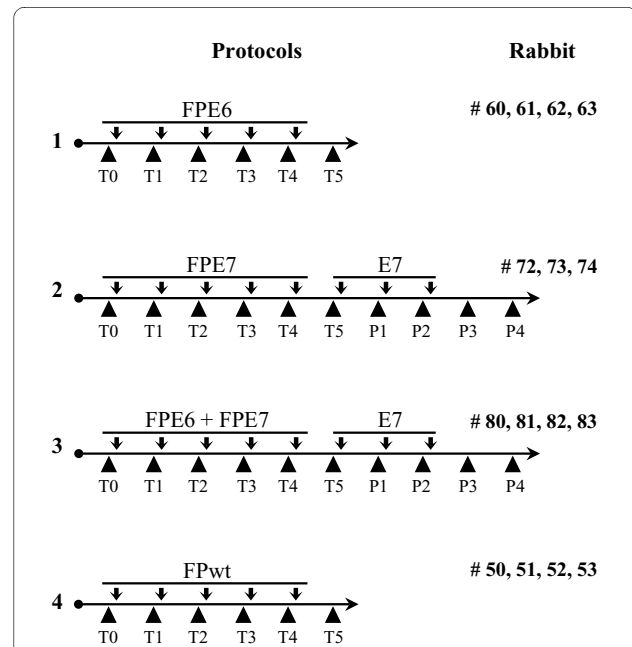 Protocols Rabbit
FPE6 # 60, 61, 62, 63
1
T0 T1 T2 T3 T4 T5
FPE7 E7 # 72, 73, 74
2
T0 T1 T2 T3 T4 T5 P1 P2 P3 P4
FPE6 + FPE7 E7 # 80, 81, 82, 83
3
T0 T1 T2 T3 T4 T5 P1 P2 P3 P4
FPwt # 50, 51, 52, 53
4
T0 T1 T2 T3 T4 T5